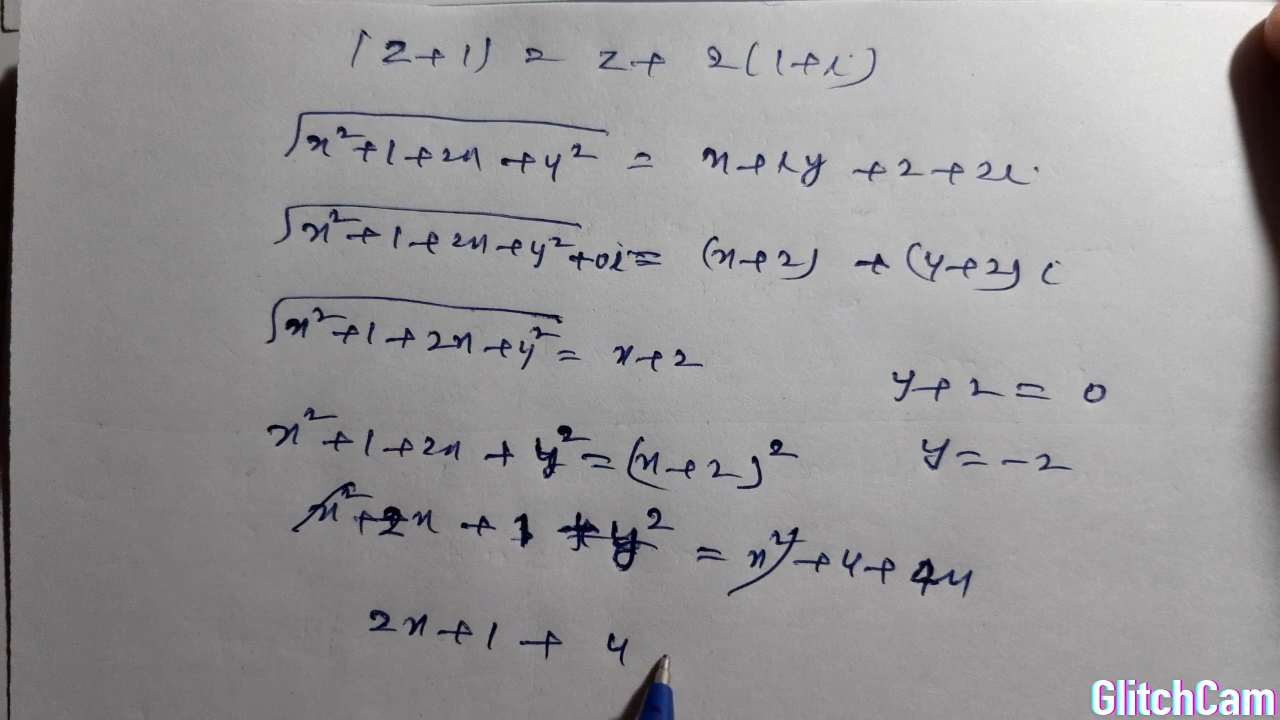 |z+1| = z + 2(1+i)
√(x²+1+2x+y²) = x+iy +2+2i
√(x²+1+2x+y²)+0i = (x+2) + (y+2)i
√(x²+1+2x+y²) = x+2
y+2 = 0
x²+1+2x+y² = (x+2)²
y = -2
x²+2x+1+y² = x²+4+4x
2x+1+4
GlitchCam